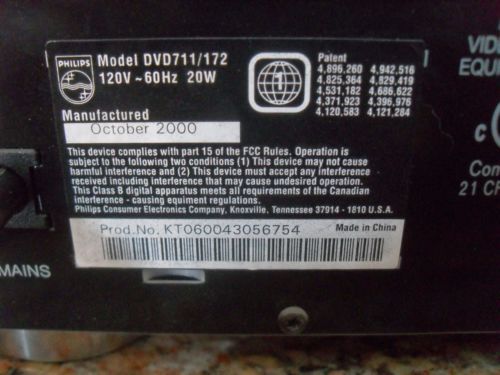 PHILIPS
Model DVD711/172
120V ~ 60Hz 20W
Manufactured
October 2000
1
Patent
4,896,260 4,942,516
4,825,364 4,829,419
4,531,182 4,686,622
4,371,923 4,396,976
4,120,583 4,121,284
This device complies with part 15 of the FCC Rules. Operation is
subject to the following two conditions (1) This device may not cause
harmful interference and (2) This device must accept any interference
received including interference that may cause undesired operation.
This Class B digital apparatus meets all requirements of the Canadian
interference - causing equiment regulations.
Philips Consumer Electronics Company, Knoxville, Tennessee 37914 - 1810 U.S.A.
Prod.No. KT060043056754
Made in China
MAINS
VID
EQUI
c
Com
21 C